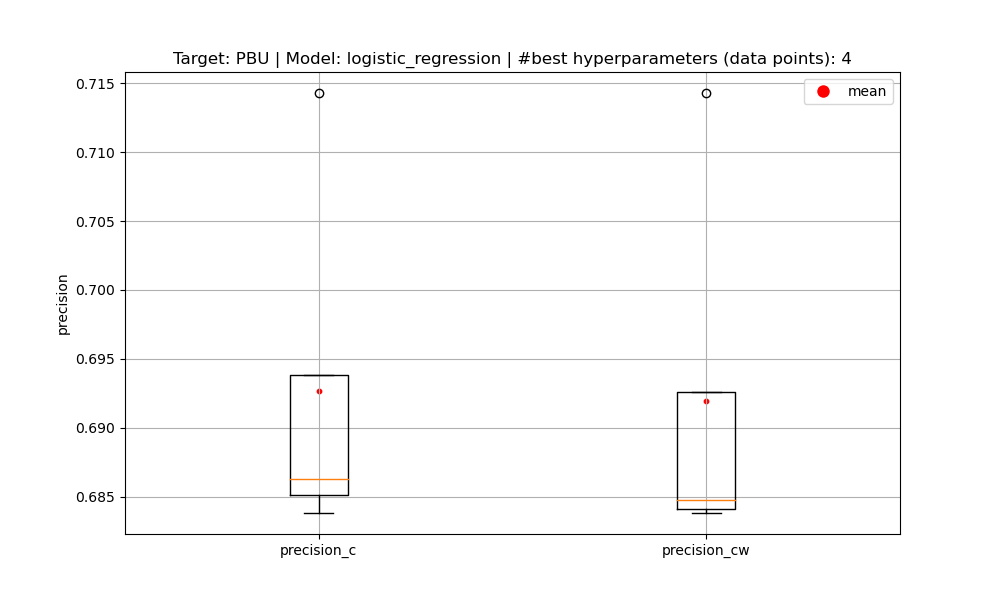 Target: PBU | Model: logistic_regression | #best hyperparameters (data points): 4
mean
0.715
0.710
0.705
0.700
0.695
0.690
0.685
precision
precision_c
precision_cw